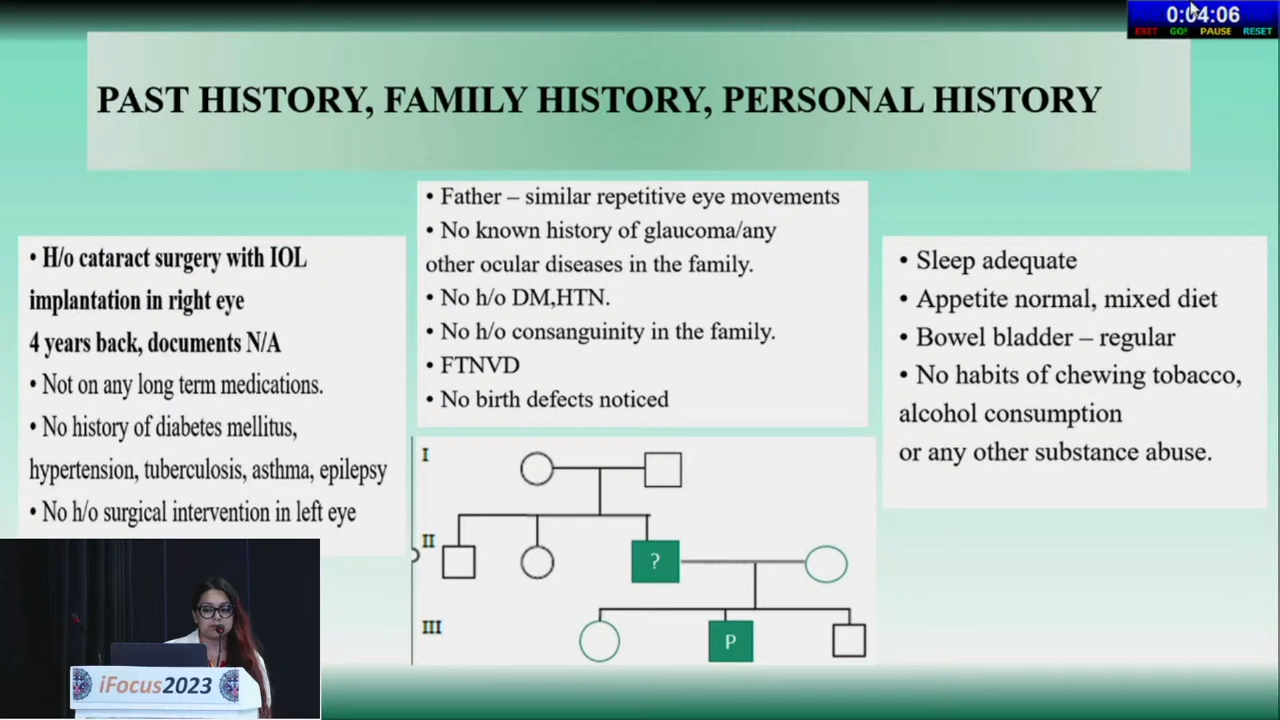 0:04:06
EXIT GO! PAUSE RESET
PAST HISTORY, FAMILY HISTORY, PERSONAL HISTORY
• H/o cataract surgery with IOL
implantation in right eye
4 years back, documents N/A
• Not on any long term medications.
• No history of diabetes mellitus,
hypertension, tuberculosis, asthma, epilepsy
• No h/o surgical intervention in left eye
• Father – similar repetitive eye movements
• No known history of glaucoma/any
other ocular diseases in the family.
• No h/o DM,HTN.
• No h/o consanguinity in the family.
• FTNVD
• No birth defects noticed
I
II
?
III
P
• Sleep adequate
• Appetite normal, mixed diet
• Bowel bladder – regular
• No habits of chewing tobacco,
alcohol consumption
or any other substance abuse.
iFocus2023